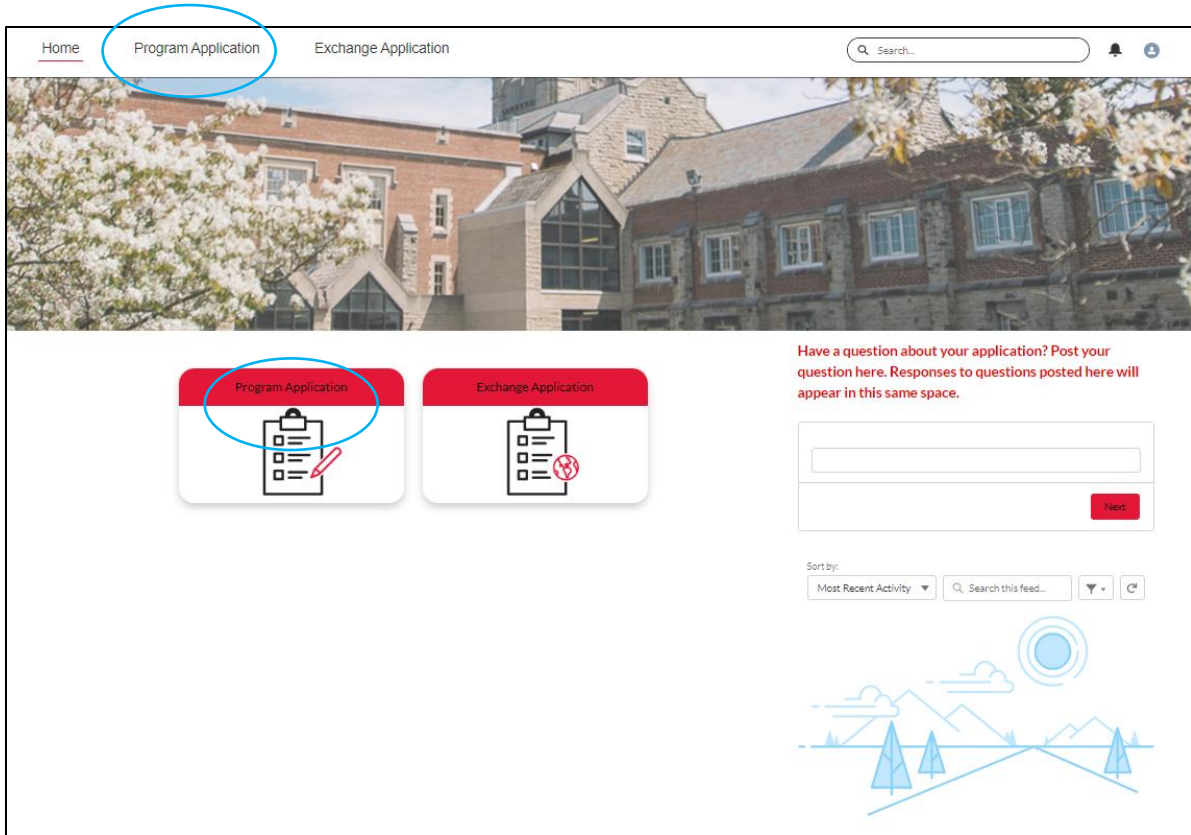 Home
Program Application
Exchange Application
Search...
Program Application
Exchange Application
Have a question about your application? Post your
question here. Responses to questions posted here will
appear in this same space.
Next
Sort by:
Most Recent Activity
Search this feed...